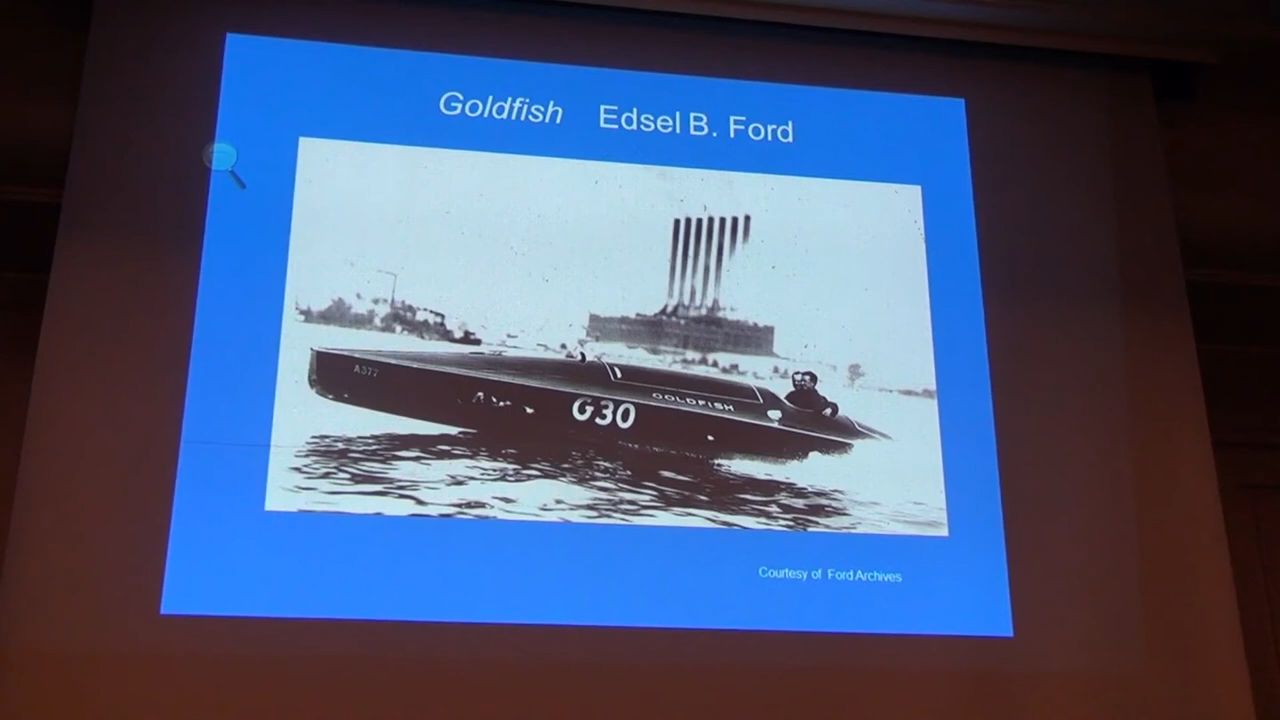 Goldfish Edsel B. Ford
A377
G30
GOLDFISH
Courtesy of Ford Archives